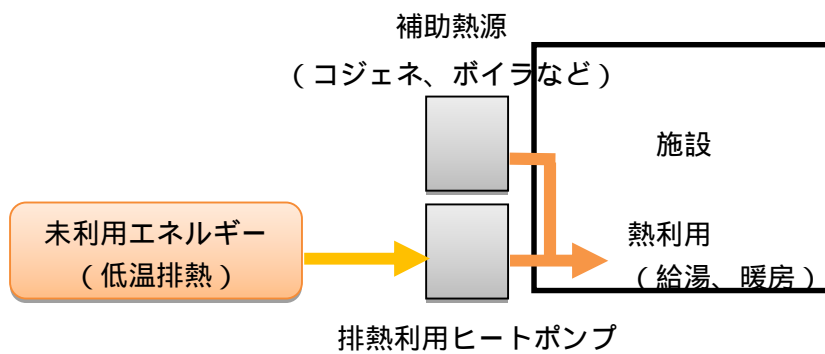 補助熱源
（コジェネ、ボイラなど）
施設
未利用エネルギー
（低温排熱）
熱利用
（給湯、暖房）
排熱利用ヒートポンプ